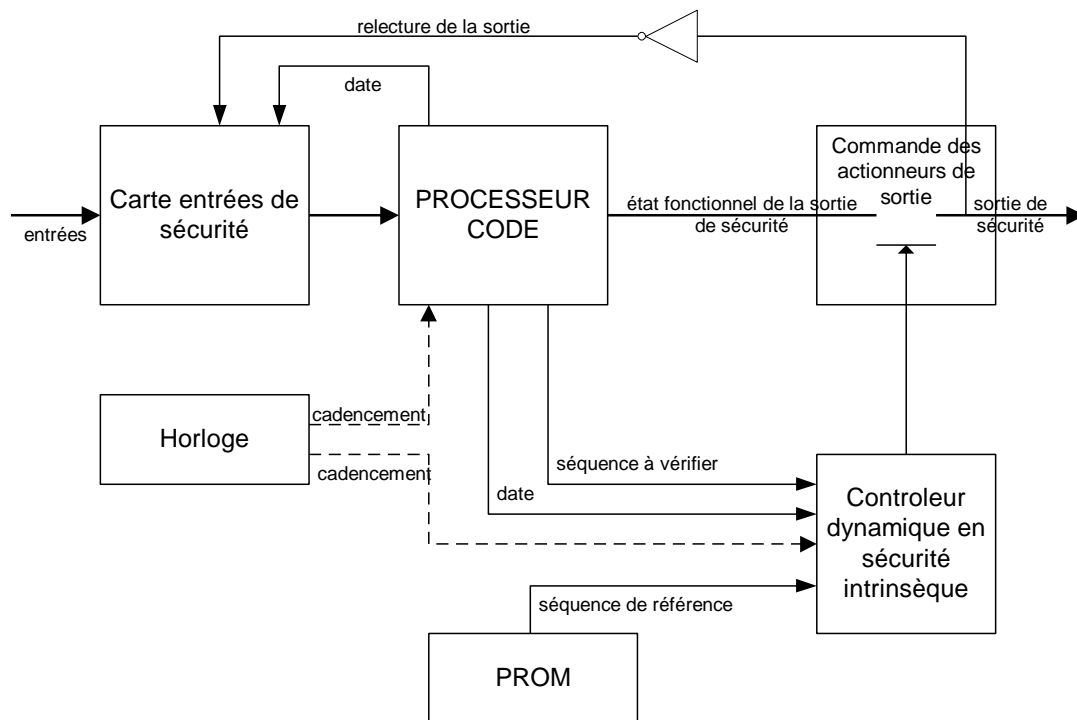 relecture de la sortie
date
Carte entrées de
sécurité
PROCESSEUR
CODE
Commande des
actionneurs de
sortie
entrées
état fonctionnel de la sortie
de sécurité
sortie de
sécurité
Horloge
cadencement
cadencement
séquence à vérifier
date
Controleur
dynamique en
sécurité
intrinsèque
séquence de référence
PROM